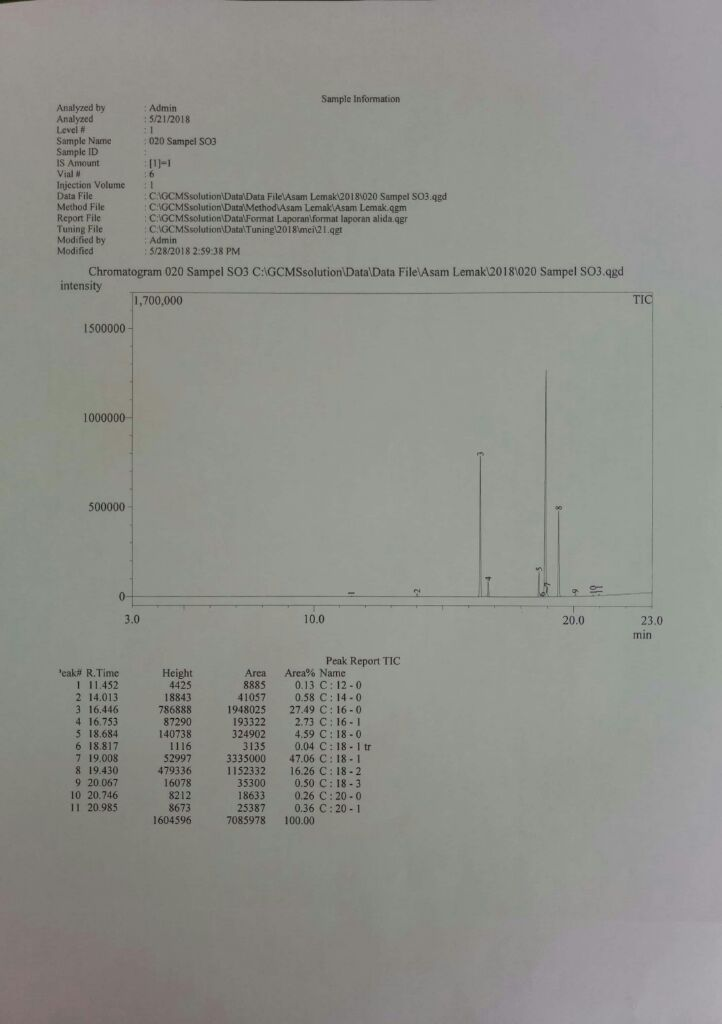 Sample Information
Analyzed by : Admin
Analyzed : 5/21/2018
Level # : 1
Sample Name : 020 Sampel SO3
Sample ID :
IS Amount : [1]=1
Vial # : 6
Injection Volume : 1
Data File : C:\GCMSsolution\Data\Data File\Asam Lemak\2018\020 Sampel SO3.qgd
Method File : C:\GCMSsolution\Data\Method\Asam Lemak\Asam Lemak.qgm
Report File : C:\GCMSsolution\Data\Format Laporan\format laporan alida.qgr
Tuning File : C:\GCMSsolution\Data\Tuning\2018\mei\21.qgt
Modified by : Admin
Modified : 5/28/2018 2:59:38 PM
Chromatogram 020 Sampel SO3 C:\GCMSsolution\Data\Data File\Asam Lemak\2018\020 Sampel SO3.qgd
intensity
1,700,000 TIC
1500000
1000000
500000
0
1 2 3 4 5 6 7 8 9 10 11
3.0 10.0 20.0 23.0
min
Peak Report TIC
Peak# R.Time Height Area Area% Name
1 11.452 4425 8885 0.13 C : 12 - 0
2 14.013 18843 41057 0.58 C : 14 - 0
3 16.446 786888 1948025 27.49 C : 16 - 0
4 16.753 87290 193322 2.73 C : 16 - 1
5 18.684 140738 324902 4.59 C : 18 - 0
6 18.817 1116 3135 0.04 C : 18 - 1 tr
7 19.008 52997 3335000 47.06 C : 18 - 1
8 19.430 479336 1152332 16.26 C : 18 - 2
9 20.067 16078 35300 0.50 C : 18 - 3
10 20.746 8212 18633 0.26 C : 20 - 0
11 20.985 8673 25387 0.36 C : 20 - 1
1604596 7085978 100.00